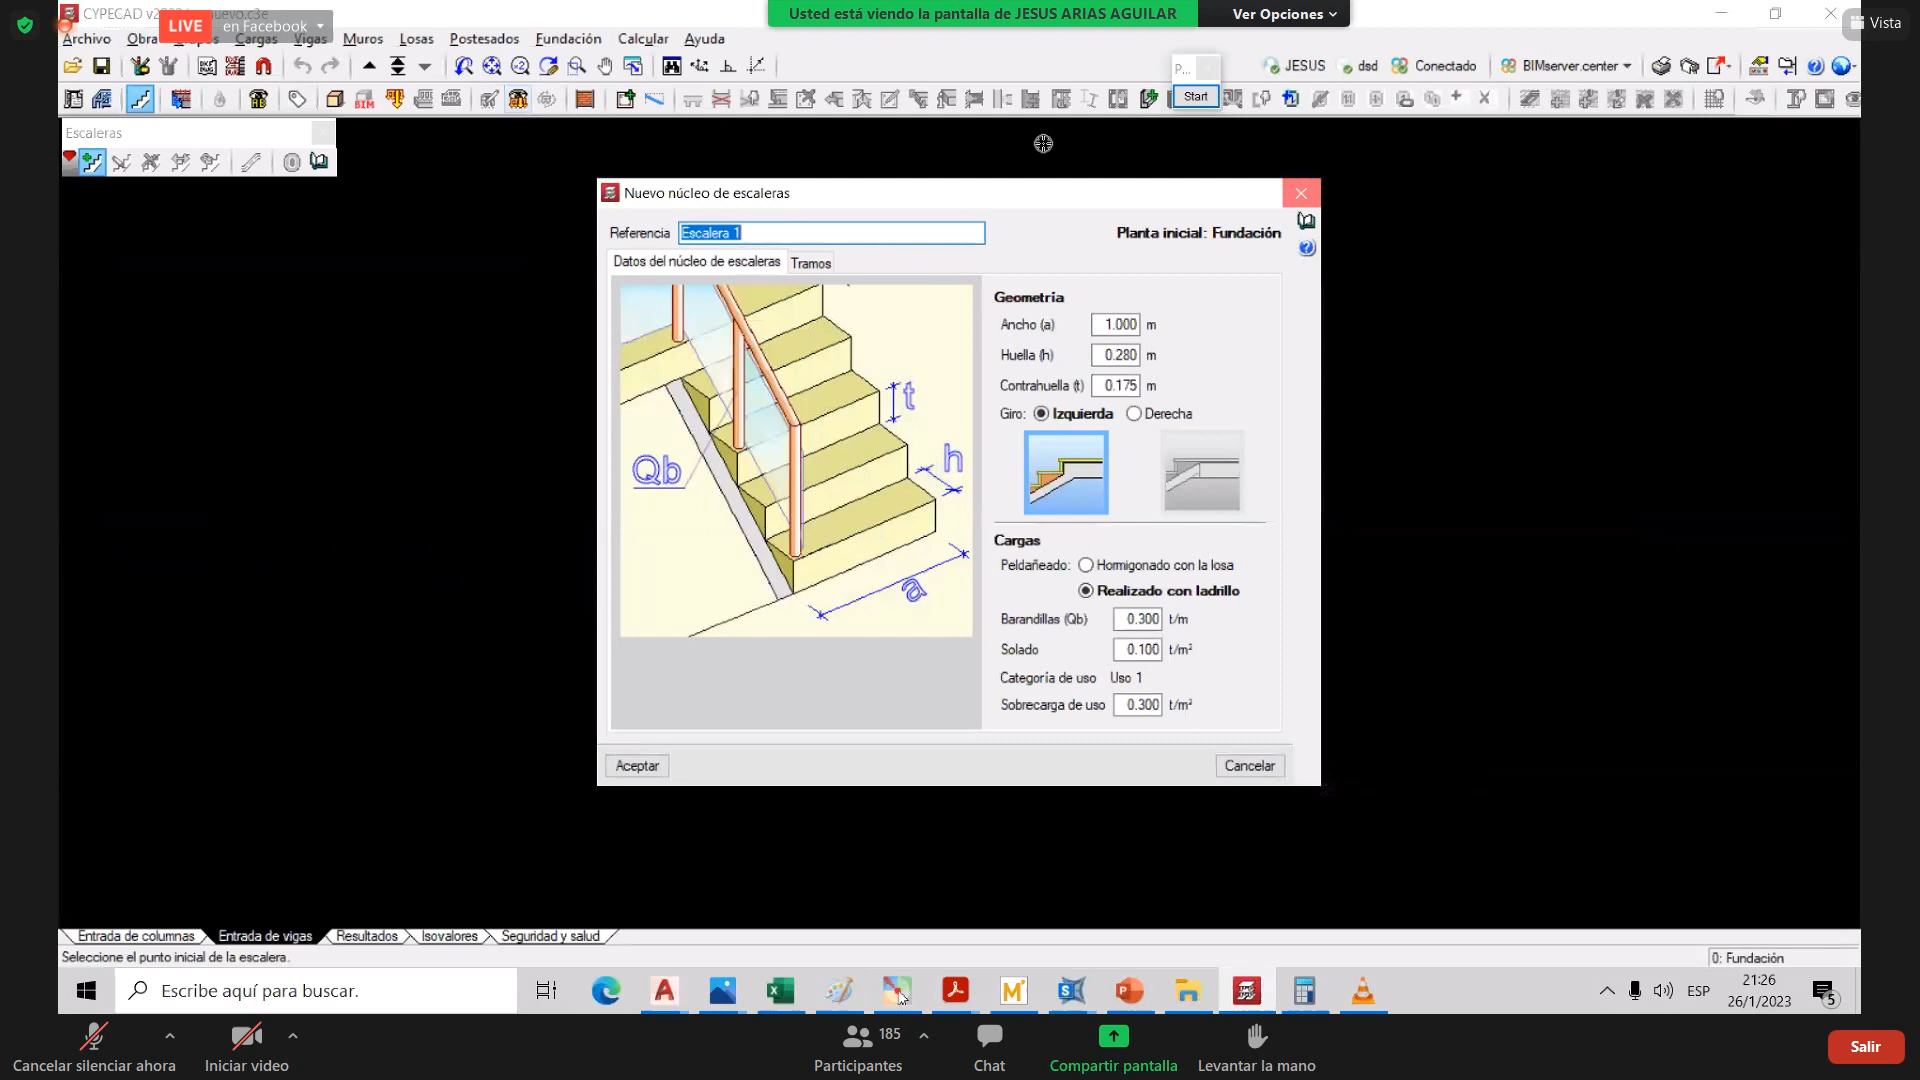 CYPECAD v2
nuevo.c3e
LIVE en Facebook
Usted está viendo la pantalla de JESUS ARIAS AGUILAR
Ver Opciones
Vista
Archivo Obra Cargas Vigas Muros Losas Postesados Fundación Calcular Ayuda
P...
JESUS dsd Conectado BIMserver.center
Start
Escaleras
Nuevo núcleo de escaleras
Referencia Escalera 1 Planta inicial: Fundación
Datos del núcleo de escaleras Tramos
Geometría
Ancho (a) 1.000 m
Huella (h) 0.280 m
Contrahuella (t) 0.175 m
Giro: Izquierda Derecha
t
h
Qb
a
Cargas
Peldañeado: Hormigonado con la losa
Realizado con ladrillo
Barandillas (Qb) 0.300 t/m
Solado 0.100 t/m²
Categoría de uso Uso 1
Sobrecarga de uso 0.300 t/m²
Aceptar Cancelar
Entrada de columnas Entrada de vigas Resultados Isovalores Seguridad y salud
Seleccione el punto inicial de la escalera.
0: Fundación
Escribe aquí para buscar.
ESP
21:26
26/1/2023
5
Cancelar silenciar ahora
Iniciar video
185
Participantes
Chat
Compartir pantalla
Levantar la mano
Salir